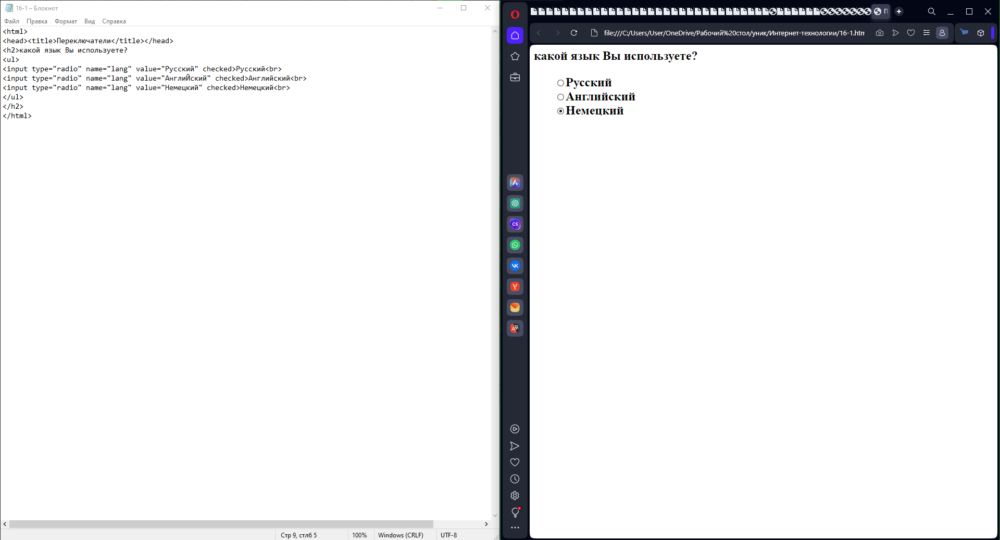 16-1 – Блокнот
Файл Правка Формат Вид Справка
<html>
<head><title>Переключатели</title></head>
<h2>какой язык Вы используете?
<ul>
<input type="radio" name="lang" value="Русский" checked>Русский<br>
<input type="radio" name="lang" value="АнглиЙский" checked>Английский<br>
<input type="radio" name="lang" value="Немецкий" checked>Немецкий<br>
</ul>
</h2>
</html>
Стр 9, стлб 5 100% Windows (CRLF) UTF-8
П
file:///C:/Users/User/OneDrive/Рабочий%20стол/уник/Интернет-технологии/16-1.htm
какой язык Вы используете?
Русский
Английский
Немецкий
CS